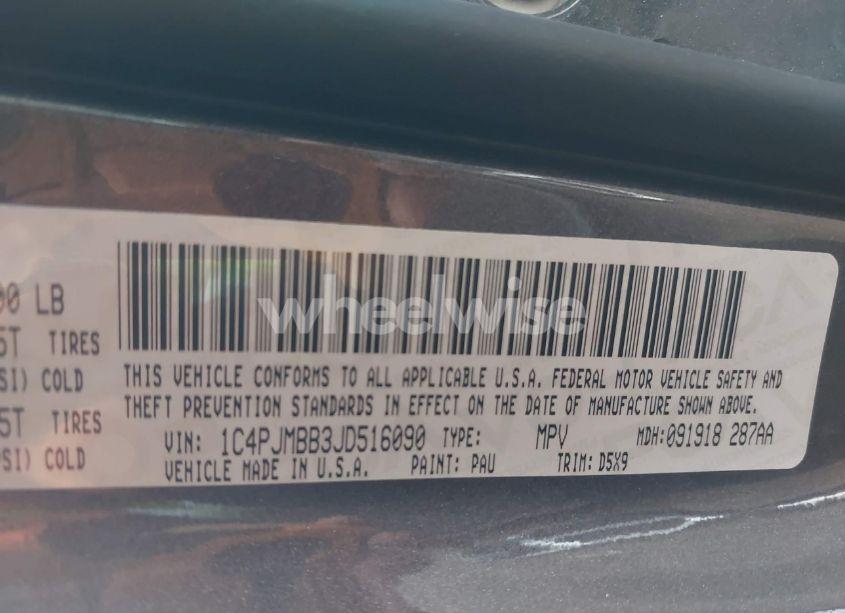 00 LB
5T TIRES
SI) COLD
5T TIRES
PSI) COLD
THIS VEHICLE CONFORMS TO ALL APPLICABLE U.S.A. FEDERAL MOTOR VEHICLE SAFETY AND
THEFT PREVENTION STANDARDS IN EFFECT ON THE DATE OF MANUFACTURE SHOWN ABOVE.
VIN: 1C4PJMBB3JD516090 TYPE: MPV MDH:091918 287AA
VEHICLE MADE IN U.S.A. PAINT: PAU TRIM: D5X9
wheelwise